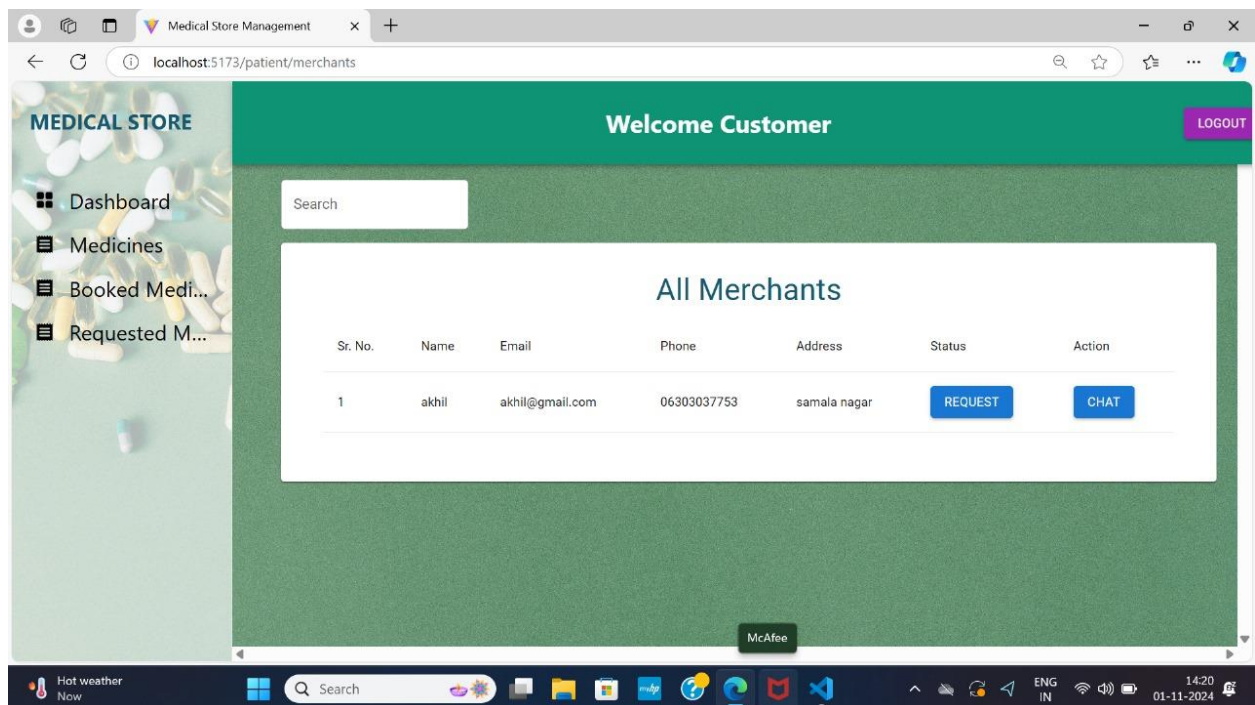 Medical Store Management
localhost:5173/patient/merchants
MEDICAL STORE
Welcome Customer
LOGOUT
Dashboard
Medicines
Booked Medi...
Requested M...
Search
All Merchants
Sr. No. Name Email Phone Address Status Action
1 akhil akhil@gmail.com 06303037753 samala nagar REQUEST CHAT
McAfee
Hot weather
Now
Search
ENG
IN
14:20
01-11-2024